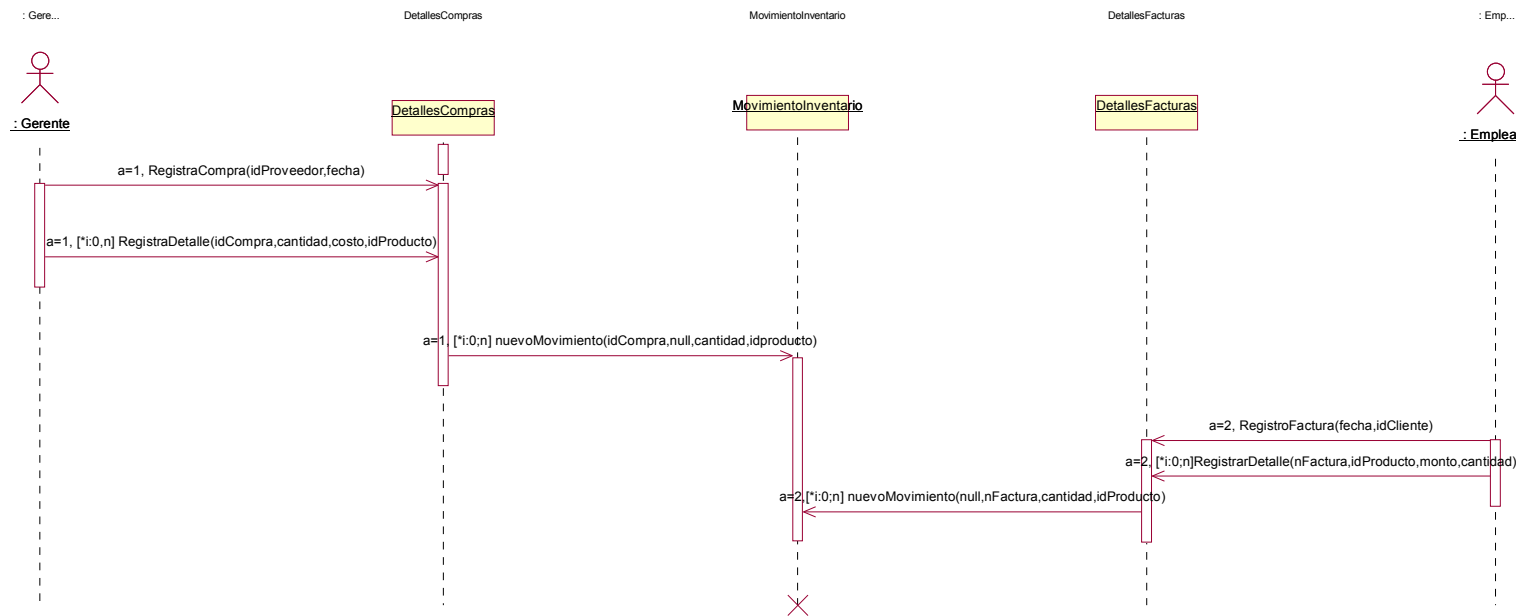 : Gere...
DetallesCompras
MovimientoInventario
DetallesFacturas
: Emp...
: Gerente
DetallesCompras
MovimientoInventario
DetallesFacturas
: Emplea
a=1, RegistraCompra(idProveedor,fecha)
a=1, [*i:0,n] RegistraDetalle(idCompra,cantidad,costo,idProducto)
a=1, [*i:0;n] nuevoMovimiento(idCompra,null,cantidad,idproducto)
a=2, RegistroFactura(fecha,idCliente)
a=2, [*i:0;n]RegistrarDetalle(nFactura,idProducto,monto,cantidad)
a=2,[*i:0;n] nuevoMovimiento(null,nFactura,cantidad,idProducto)